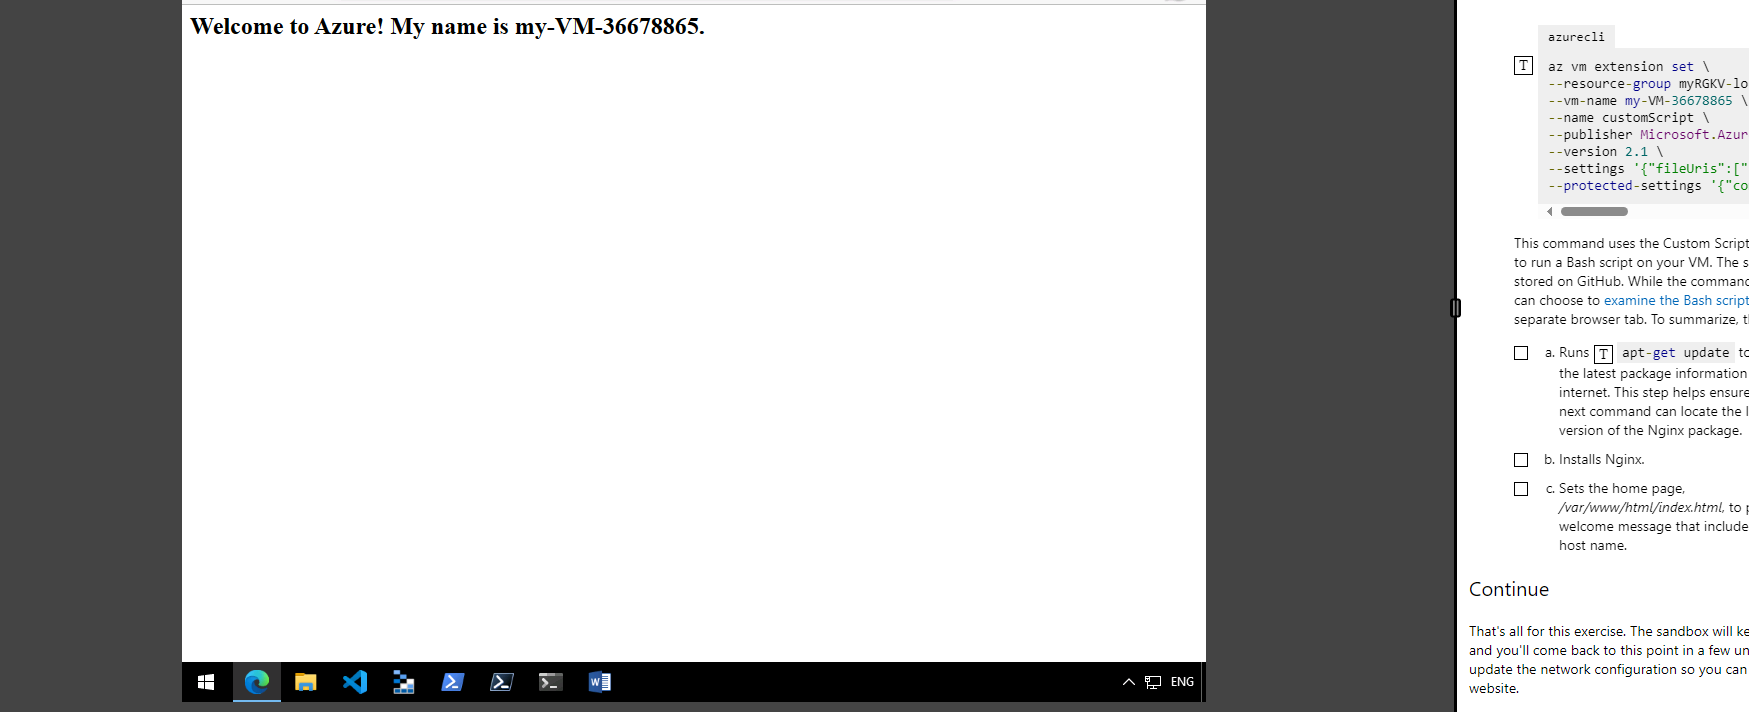 Welcome to Azure! My name is my-VM-36678865.
ENG
azurecli
T
az vm extension set \
--resource-group myRGKV-lo
--vm-name my-VM-36678865 \
--name customScript \
--publisher Microsoft.Azur
--version 2.1 \
--settings '{"fileUris":["
--protected-settings '{"co
This command uses the Custom Script
to run a Bash script on your VM. The s
stored on GitHub. While the command
can choose to examine the Bash script
separate browser tab. To summarize, t
a. Runs T apt-get update to
the latest package information
internet. This step helps ensure
next command can locate the l
version of the Nginx package.
b. Installs Nginx.
c. Sets the home page,
/var/www/html/index.html, to p
welcome message that include
host name.
Continue
That's all for this exercise. The sandbox will ke
and you'll come back to this point in a few un
update the network configuration so you can
website.